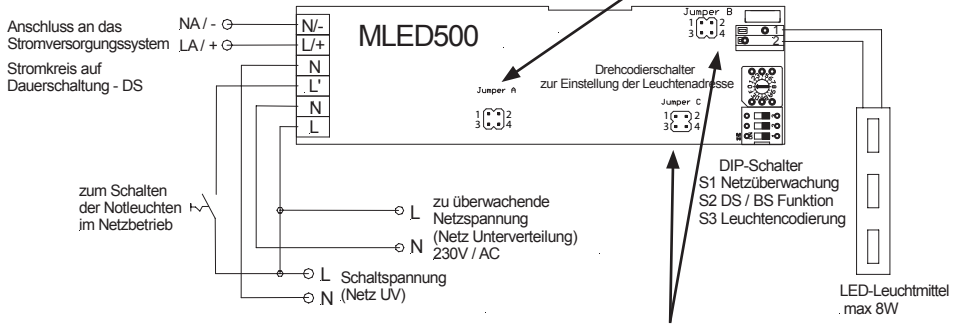 Anschluss an das
Stromversorgungssystem
NA / -
LA / +
Stromkreis auf
Dauerschaltung - DS
N/-
L/+
N
L'
N
L
MLED500
Jumper A
1 2
3 4
Jumper B
1 2
3 4
Drehcodierschalter
zur Einstellung der Leuchtenadresse
Jumper C
1 2
3 4
1
2
DIP-Schalter
S1 Netzüberwachung
S2 DS / BS Funktion
S3 Leuchtencodierung
zum Schalten
der Notleuchten
im Netzbetrieb
L
N
zu überwachende
Netzspannung
(Netz Unterverteilung)
230V / AC
L
N
Schaltspannung
(Netz UV)
LED-Leuchtmittel
max 8W